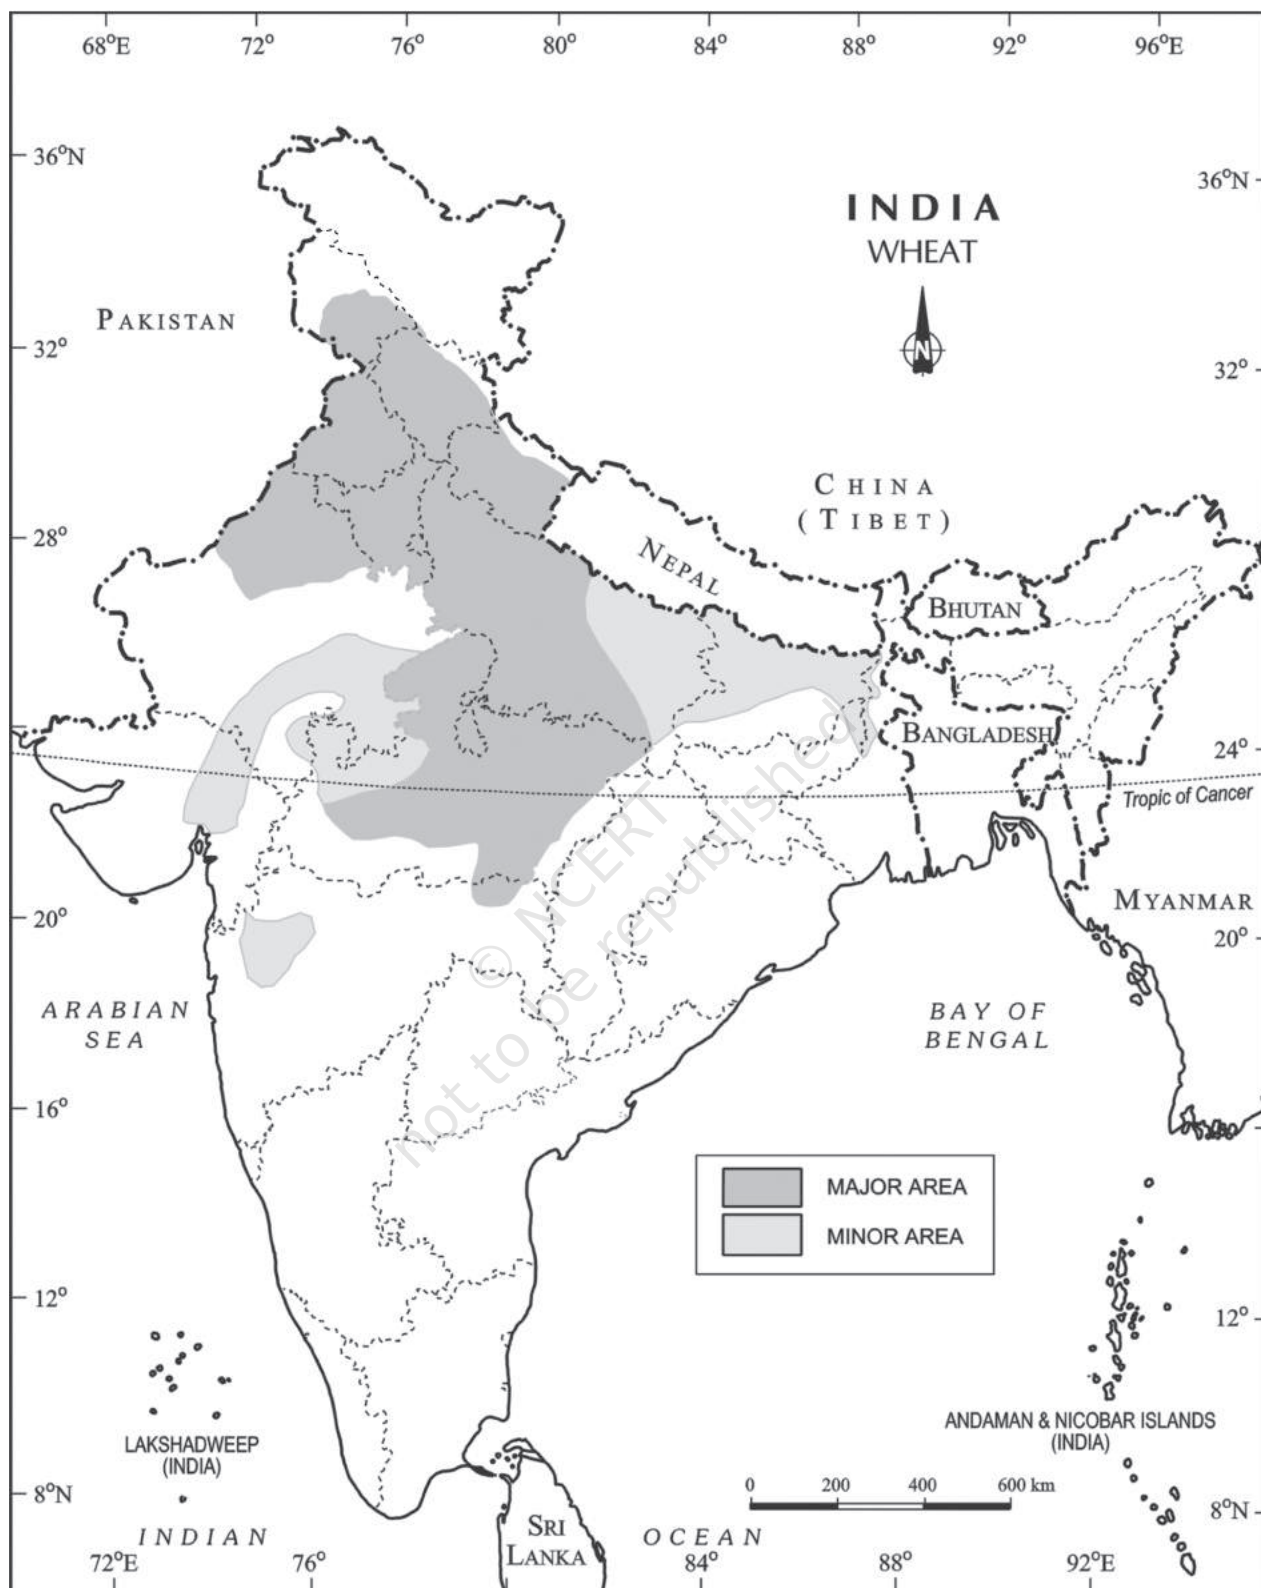 68°E 72° 76° 80° 84° 88° 92° 96°E
36°N
36°N
INDIA
WHEAT
N
PAKISTAN
32°
32°
CHINA
(TIBET)
28°
NEPAL
BHUTAN
BANGLADESH
24°
Tropic of Cancer
MYANMAR
20°
20°
© NCERT
not to be republished
ARABIAN
SEA
BAY OF
BENGAL
16°
MAJOR AREA
MINOR AREA
12°
12°
LAKSHADWEEP
(INDIA)
ANDAMAN & NICOBAR ISLANDS
(INDIA)
8°N
0 200 400 600 km
8°N
SRI
LANKA
INDIAN OCEAN
72°E 76° 84° 88° 92°E